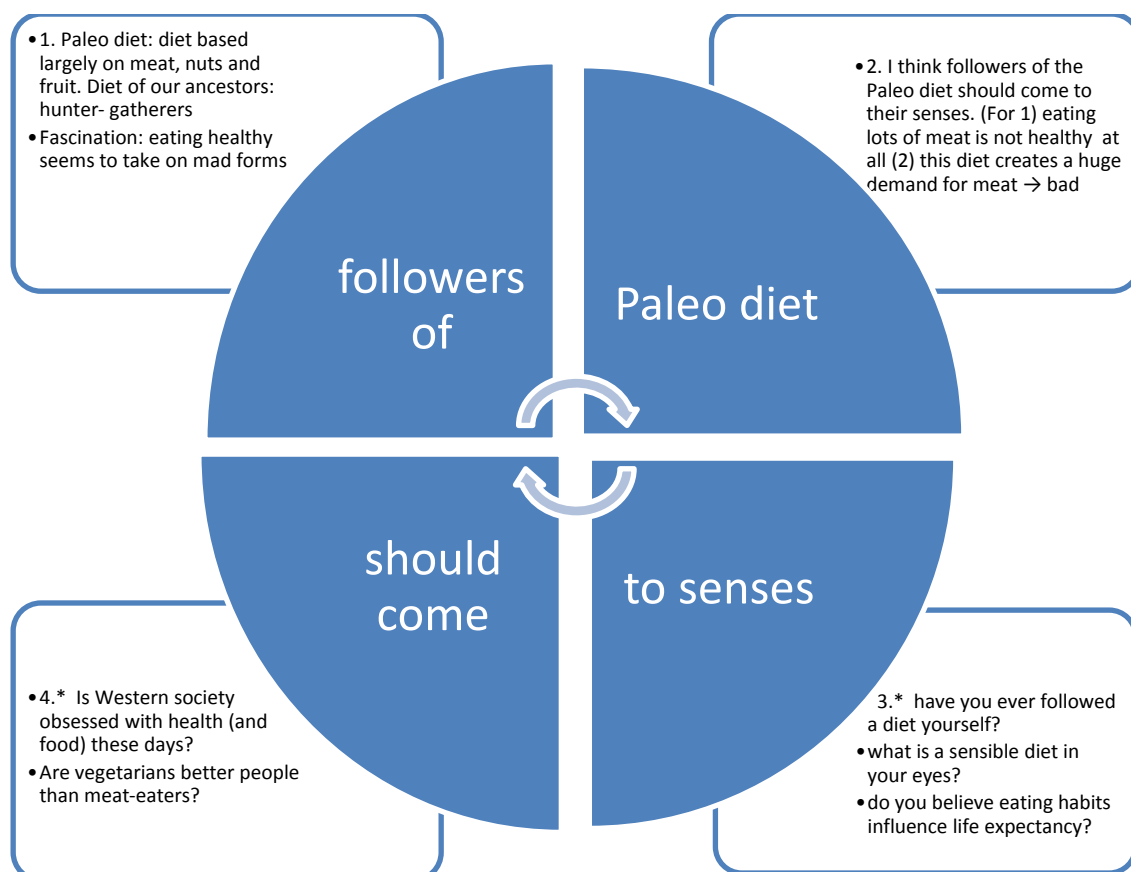 •1. Paleo diet: diet based
largely on meat, nuts and
fruit. Diet of our ancestors:
hunter- gatherers
•Fascination: eating healthy
seems to take on mad forms
•2. I think followers of the
Paleo diet should come to
their senses. (For 1) eating
lots of meat is not healthy at
all (2) this diet creates a huge
demand for meat → bad
followers
of
Paleo diet
should
come
to senses
•4.* Is Western society
obsessed with health (and
food) these days?
•Are vegetarians better people
than meat-eaters?
3.* have you ever followed
a diet yourself?
•what is a sensible diet in
your eyes?
•do you believe eating habits
influence life expectancy?